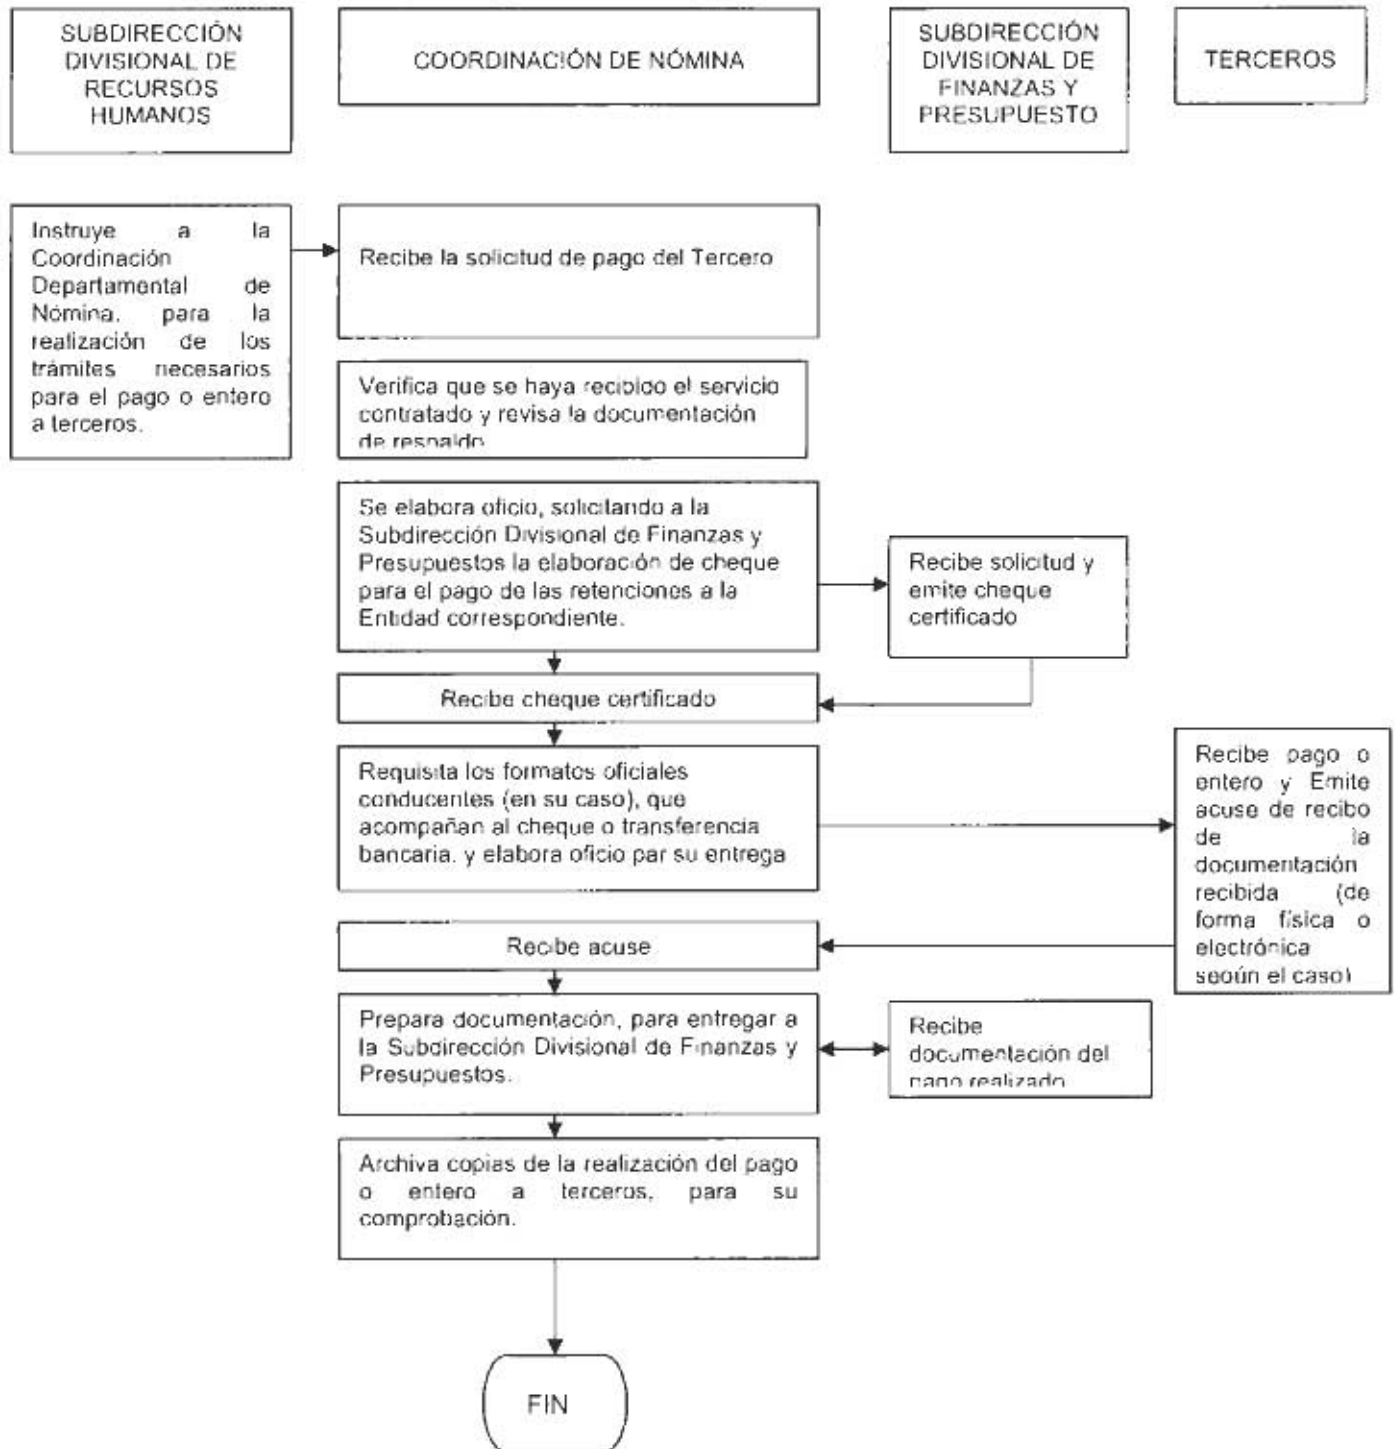 SUBDIRECCIÓN
DIVISIONAL DE
RECURSOS
HUMANOS
COORDINACIÓN DE NÓMINA
SUBDIRECCIÓN
DIVISIONAL DE
FINANZAS Y
PRESUPUESTO
TERCEROS
Instruye a la
Coordinación
Departamental de
Nómina, para la
realización de los
trámites necesarios
para el pago o entero
a terceros.
Recibe la solicitud de pago del Tercero
Verifica que se haya recibido el servicio
contratado y revisa la documentación
de respaldo
Se elabora oficio, solicitando a la
Subdirección Divisional de Finanzas y
Presupuestos la elaboración de cheque
para el pago de las retenciones a la
Entidad correspondiente.
Recibe solicitud y
emite cheque
certificado
Recibe cheque certificado
Requisita los formatos oficiales
conducentes (en su caso), que
acompañan al cheque o transferencia
bancaria, y elabora oficio par su entrega
Recibe pago o
entero y Emite
acuse de recibo
de la
documentación
recibida (de
forma física o
electrónica
según el caso)
Recibe acuse
Prepara documentación, para entregar a
la Subdirección Divisional de Finanzas y
Presupuestos.
Recibe
documentación del
pago realizado
Archiva copias de la realización del pago
o entero a terceros, para su
comprobación.
FIN